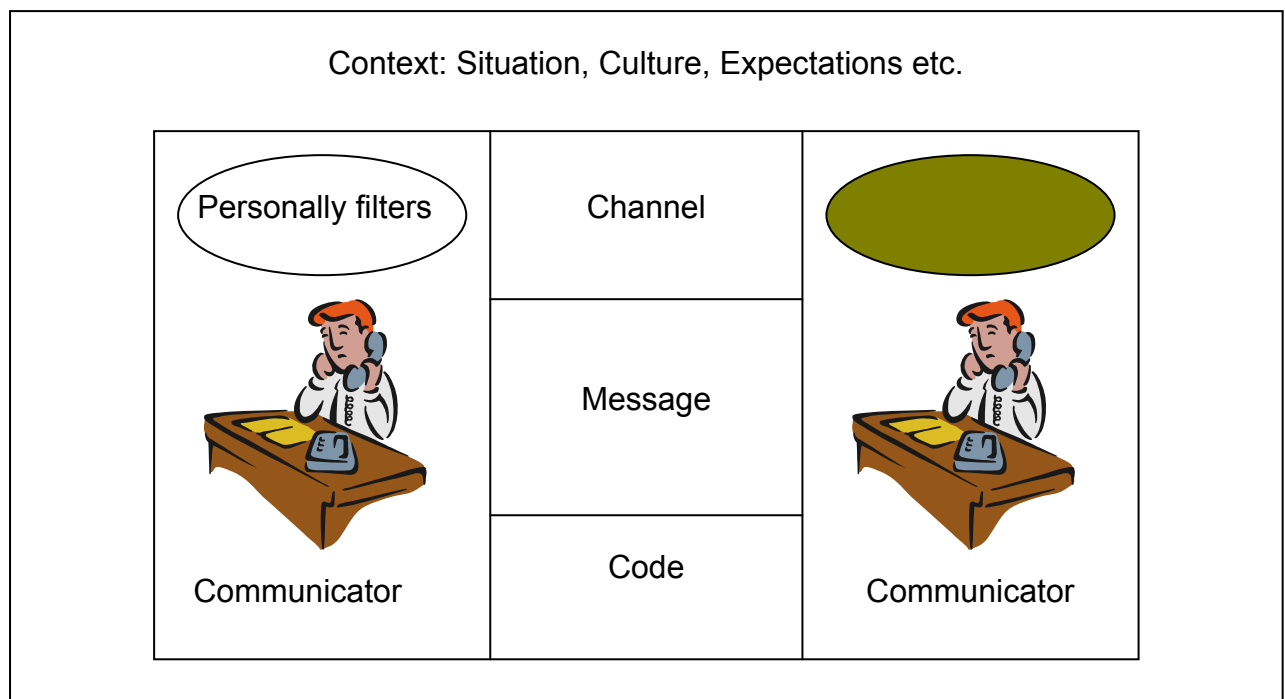 Context: Situation, Culture, Expectations etc.
Personally filters
Channel
Message
Code
Communicator
Communicator